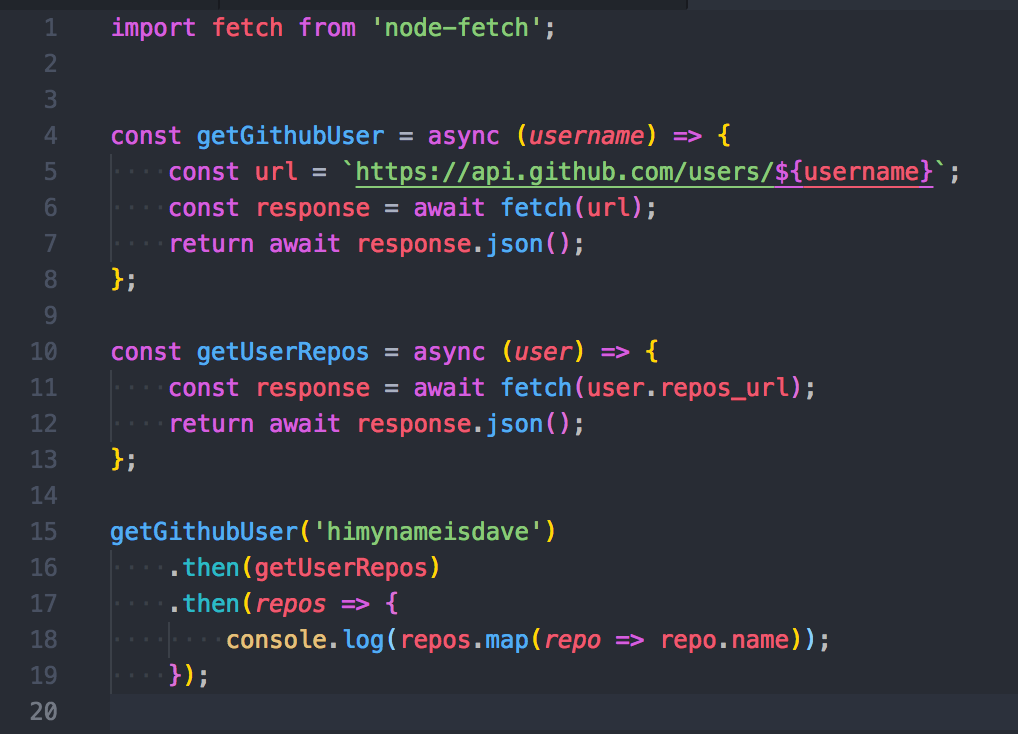 1 import fetch from 'node-fetch';
2
3
4 const getGithubUser = async (username) => {
5     const url = `https://api.github.com/users/${username}`;
6     const response = await fetch(url);
7     return await response.json();
8 };
9
10 const getUserRepos = async (user) => {
11     const response = await fetch(user.repos_url);
12     return await response.json();
13 };
14
15 getGithubUser('himynameisdave')
16     .then(getUserRepos)
17     .then(repos => {
18         console.log(repos.map(repo => repo.name));
19     });
20